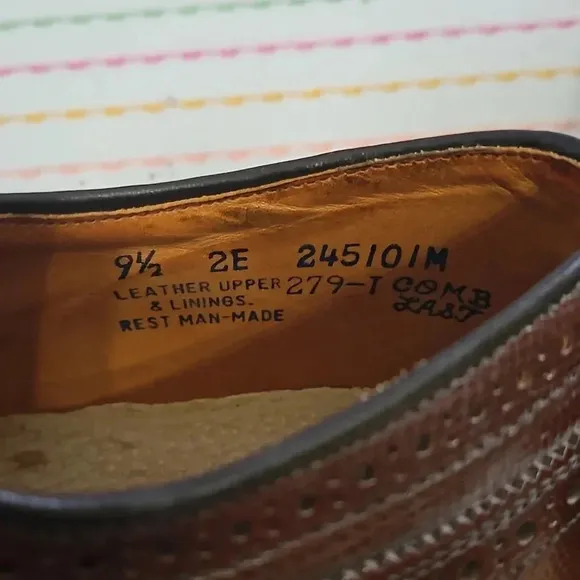 9½ 2E 245101M
LEATHER UPPER 279-T COMB
& LININGS. LAST
REST MAN-MADE